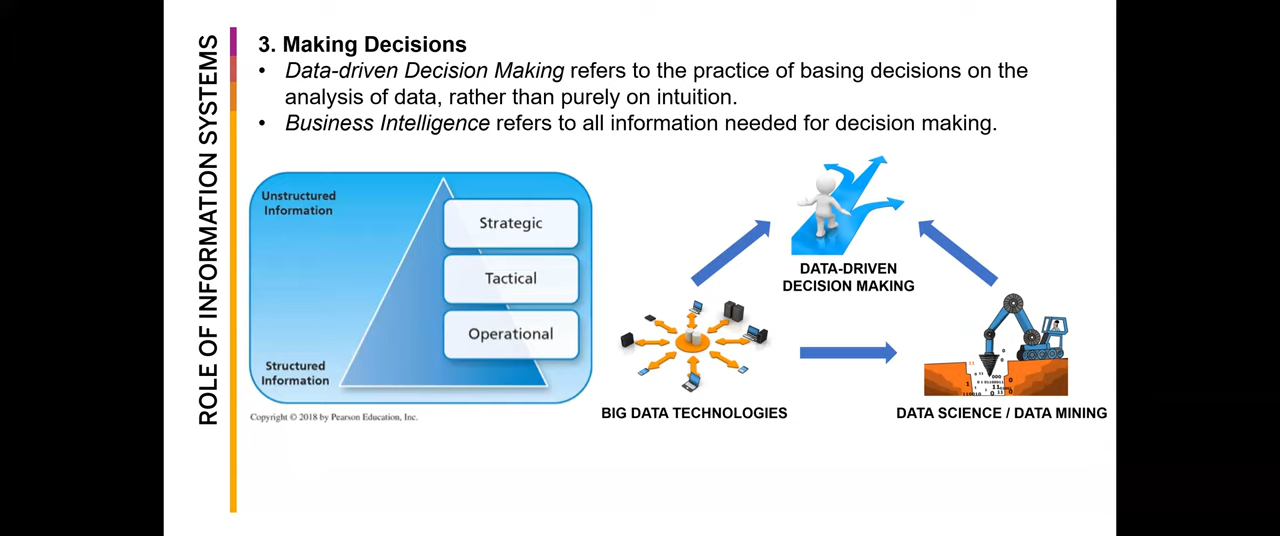 ROLE OF INFORMATION SYSTEMS
3. Making Decisions
• Data-driven Decision Making refers to the practice of basing decisions on the
analysis of data, rather than purely on intuition.
• Business Intelligence refers to all information needed for decision making.
Unstructured
Information
Strategic
Tactical
Operational
Structured
Information
Copyright © 2018 by Pearson Education, Inc.
DATA-DRIVEN
DECISION MAKING
BIG DATA TECHNOLOGIES
DATA SCIENCE / DATA MINING